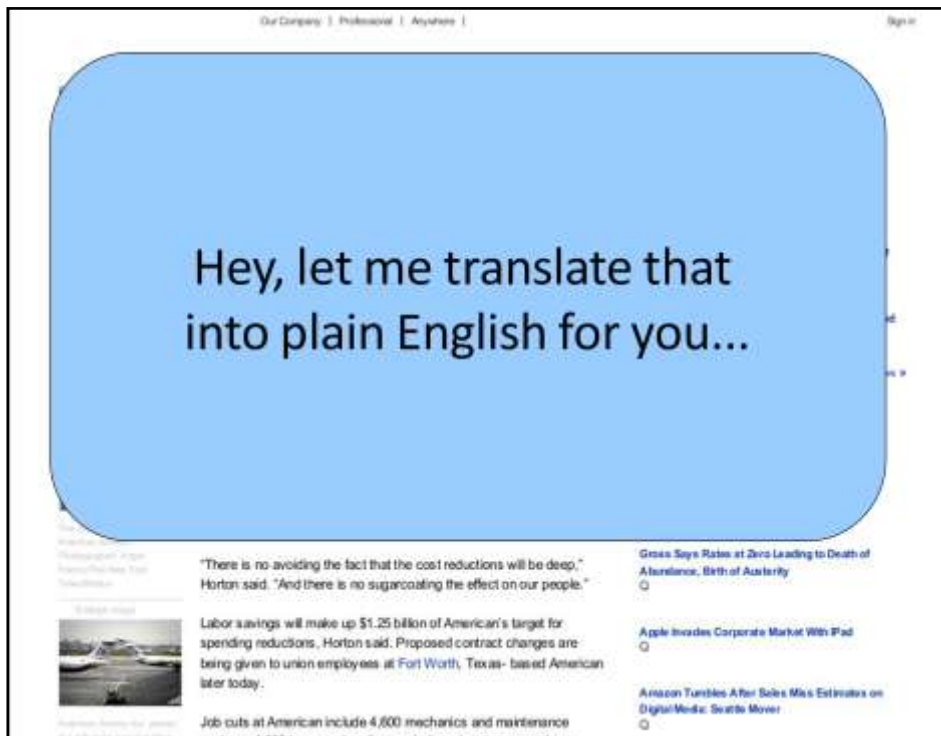 Our Company | Professional | Anywhere |
Sign in
Hey, let me translate that
into plain English for you...
"There is no avoiding the fact that the cost reductions will be deep,"
Horton said. "And there is no sugarcoating the effect on our people."
Labor savings will make up $1.25 billion of American's target for
spending reductions, Horton said. Proposed contract changes are
being given to union employees at Fort Worth, Texas- based American
later today.
Job cuts at American include 4,600 mechanics and maintenance
Gross Says Rates at Zero Leading to Death of
Abundance, Birth of Austerity
Q
Apple Invades Corporate Market With iPad
Q
Amazon Tumbles After Sales Miss Estimates on
Digital Media: Seattle Mover
Q